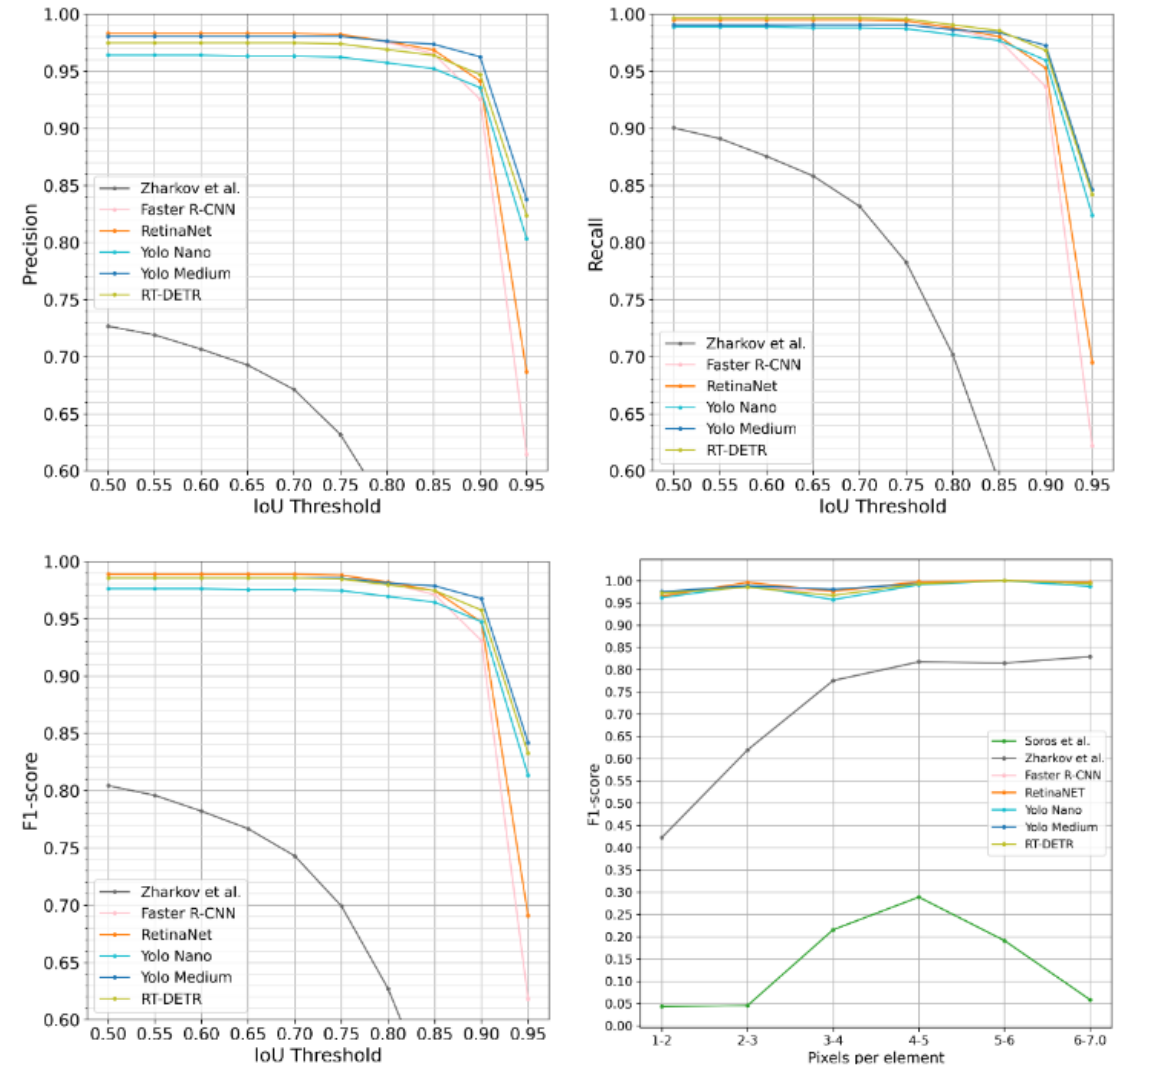 1.00
0.95
0.90
0.85
0.80
0.75
0.70
0.65
0.60
Precision
Zharkov et al.
Faster R-CNN
RetinaNet
Yolo Nano
Yolo Medium
RT-DETR
0.50 0.55 0.60 0.65 0.70 0.75 0.80 0.85 0.90 0.95
IoU Threshold
1.00
0.95
0.90
0.85
0.80
0.75
0.70
0.65
0.60
Recall
Zharkov et al.
Faster R-CNN
RetinaNet
Yolo Nano
Yolo Medium
RT-DETR
0.50 0.55 0.60 0.65 0.70 0.75 0.80 0.85 0.90 0.95
IoU Threshold
1.00
0.95
0.90
0.85
0.80
0.75
0.70
0.65
0.60
F1-score
Zharkov et al.
Faster R-CNN
RetinaNet
Yolo Nano
Yolo Medium
RT-DETR
0.50 0.55 0.60 0.65 0.70 0.75 0.80 0.85 0.90 0.95
IoU Threshold
1.00
0.95
0.90
0.85
0.80
0.75
0.70
0.65
0.60
0.55
0.50
0.45
0.40
0.35
0.30
0.25
0.20
0.15
0.10
0.05
0.00
F1-score
Soros et al.
Zharkov et al.
Faster R-CNN
RetinaNET
Yolo Nano
Yolo Medium
RT-DETR
1-2 2-3 3-4 4-5 5-6 6-7.0
Pixels per element